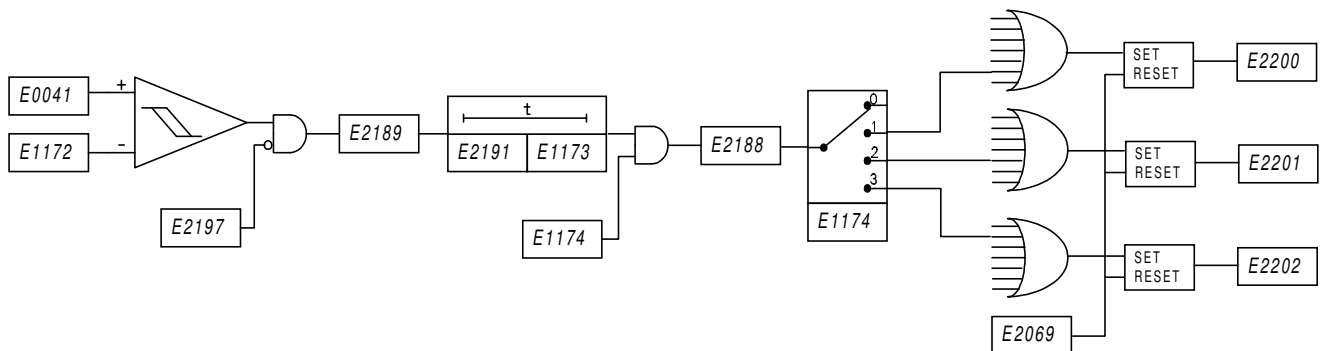 E0041
+
E1172
-
E2197
E2189
t
E2191
E1173
E1174
E2188
0
1
2
3
E1174
SET
RESET
E2200
SET
RESET
E2201
SET
RESET
E2202
E2069